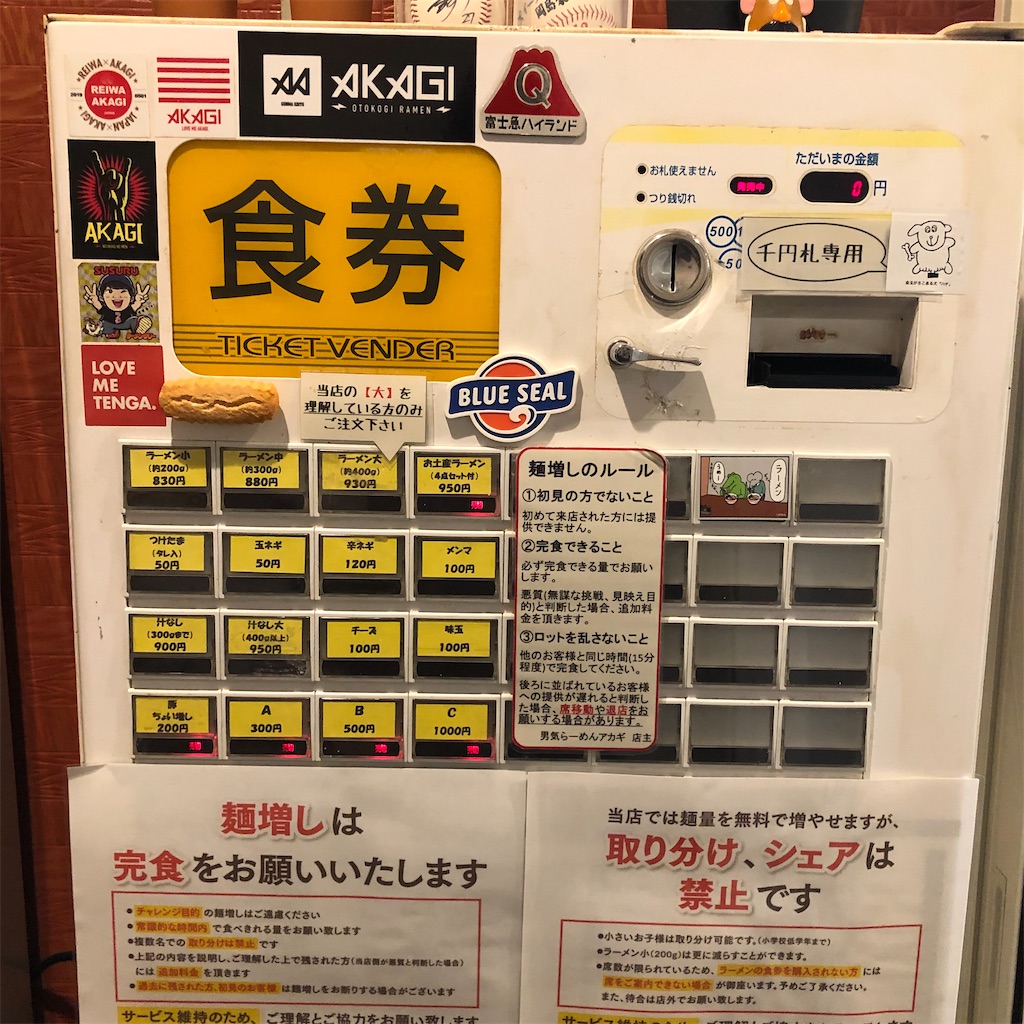 REIWA×AKAGI
2019
REIWA
AKAGI
0501
JAPAN×AKAGI
AKAGI
LOVE ME AKAGI
AKAGI
OTOKOGI RAMEN
Q
富士急ハイランド
AKAGI
SUSURU
LOVE
ME
TENGA.
食券
TICKET VENDER
当店の【大】を
理解している方のみ
ご注文下さい
BLUE SEAL
お札使えません
つり銭切れ
発売中
ただいまの金額
0円
500
50
千円札専用
ラーメン小
(約200g)
830円
ラーメン中
(約300g)
880円
ラーメン大
(約400g)
930円
お土産ラーメン
(4点セット付)
950円
ラーメン
つけたま
(タレ入)
50円
玉ネギ
50円
辛ネギ
120円
メンマ
100円
汁なし
(300gまで)
900円
汁なし大
(400g以上)
950円
チーズ
100円
味玉
100円
豚
ちょい増し
200円
A
300円
B
500円
C
1000円
麺増しのルール
①初見の方でないこと
初めて来店された方には提
供できません。
②完食できること
必ず完食できる量でお願い
します。
悪質(無謀な挑戦、見映え目
的)と判断した場合、追加料
金を頂きます。
③ロットを乱さないこと
他のお客様と同じ時間(15分
程度)で完食してください。
後ろに並ばれているお客様
への提供が遅れると判断し
た場合、席移動や退店をお
願いする場合があります。
男気らーめんアカギ 店主
麺増しは
完食をお願いいたします
●チャレンジ目的 の麺増しはご遠慮ください
●常識的な時間内 で食べきれる量をお願い致します
●複数名での 取り分けは禁止 です
●上記の内容を説明し、ご理解した上で残された方(当店側が悪質と判断した場合)
には 追加料金 を頂きます
●過去に残された方、初見のお客様 は麺増しをお断りする場合がございます
サービス維持のため、ご理解とご協力をお願い致します
当店では麺量を無料で増やせますが、
取り分け、シェアは
禁止です
●小さいお子様は取り分け可能です。(小学校低学年まで)
●ラーメン小(200g)は更に減らすことができます。
●席数が限られているため、ラーメンの食券を購入されない方 には
席をご案内できない場合 が御座います。予めご了承ください。
また、待合は店外でお願い致します。